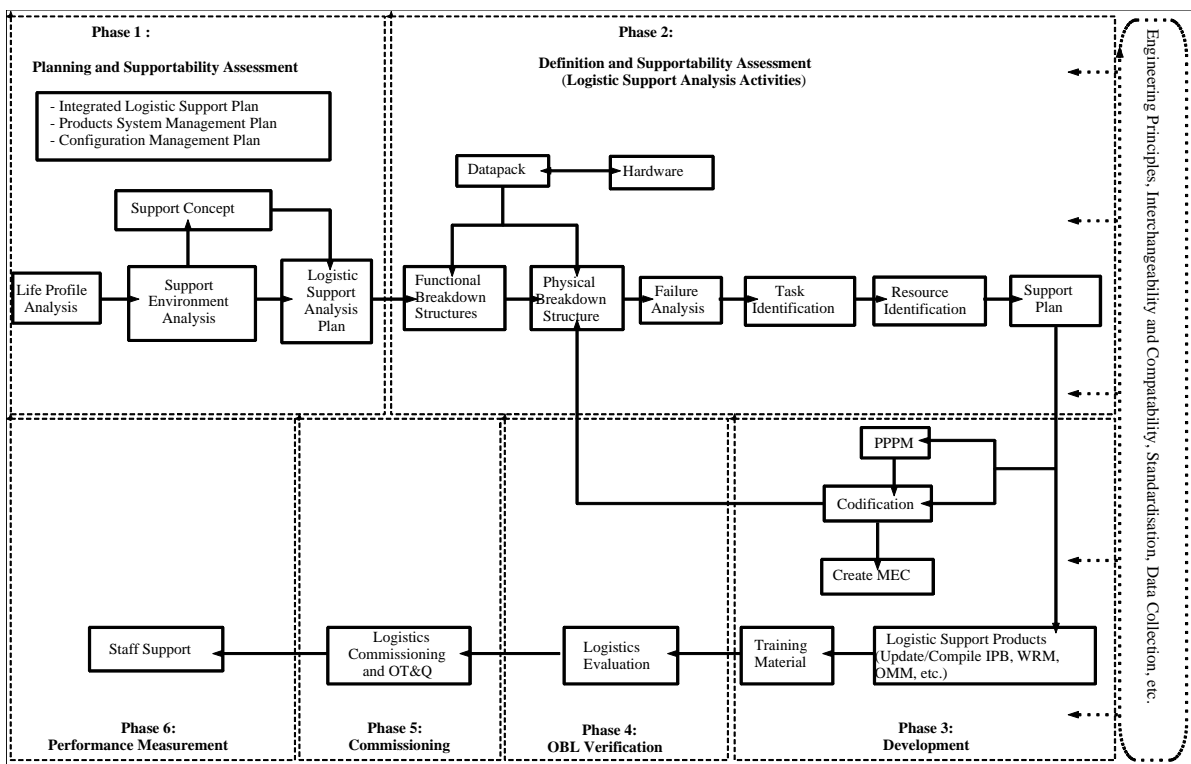 Phase 1 :
Planning and Supportability Assessment
- Integrated Logistic Support Plan
- Products System Management Plan
- Configuration Management Plan
Support Concept
Life Profile
Analysis
Support
Environment
Analysis
Logistic
Support
Analysis
Plan
Phase 2:
Definition and Supportability Assessment
(Logistic Support Analysis Activities)
Datapack
Hardware
Functional
Breakdown
Structures
Physical
Breakdown
Structure
Failure
Analysis
Task
Identification
Resource
Identification
Support
Plan
PPPM
Codification
Create MEC
Logistic Support Products
(Update/Compile IPB, WRM,
OMM, etc.)
Training
Material
Phase 3:
Development
Logistics
Evaluation
Phase 4:
OBL Verification
Logistics
Commissioning
and OT&Q
Phase 5:
Commissioning
Staff Support
Phase 6:
Performance Measurement
Engineering Principles, Interchangeability and Compatability, Standardisation, Data Collection, etc.